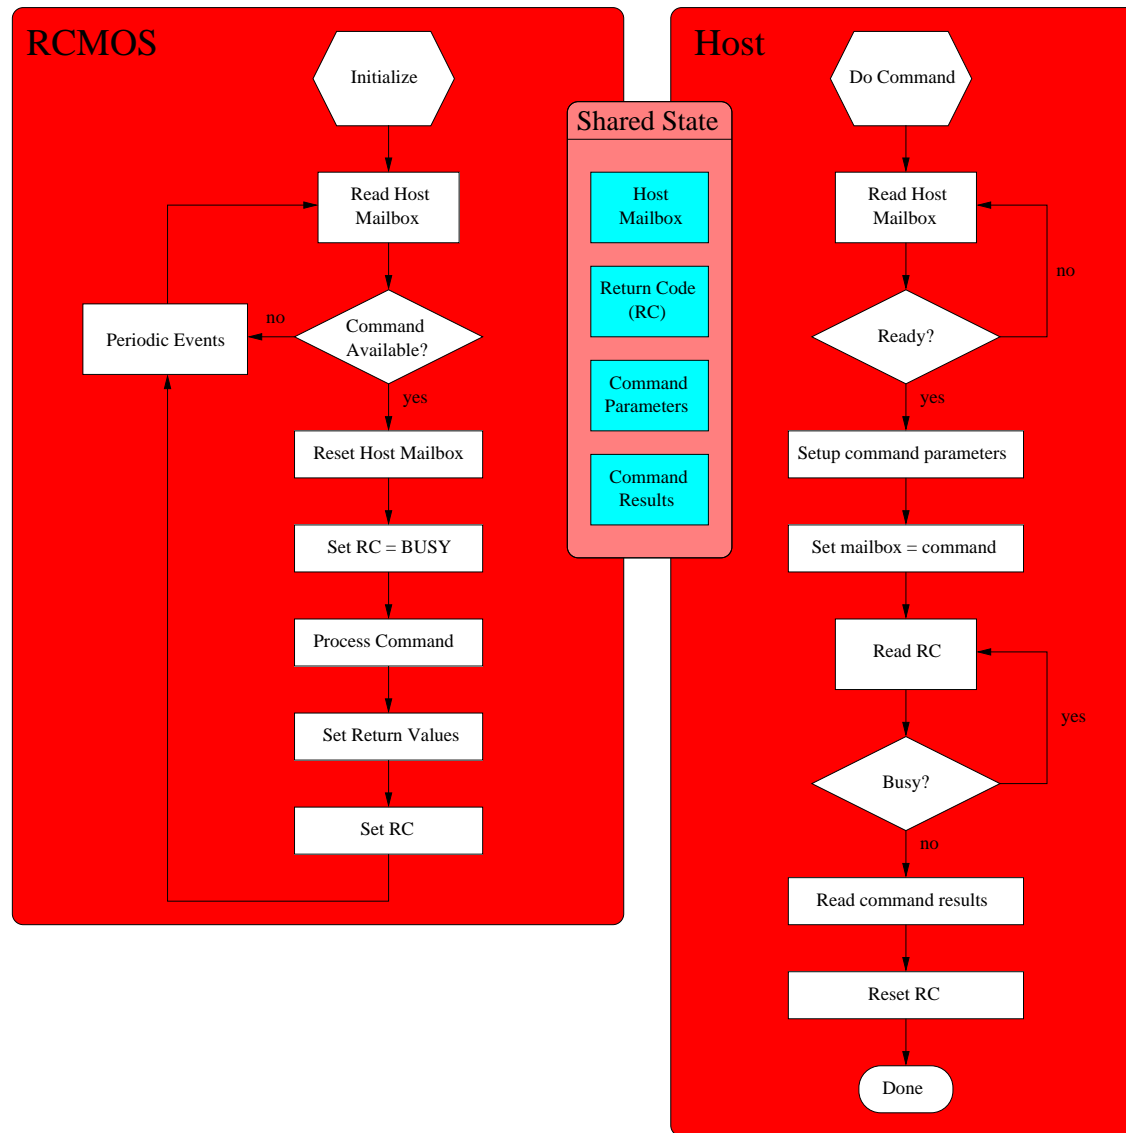 RCMOS
Initialize
Read Host
Mailbox
Command
Available?
no
Periodic Events
yes
Reset Host Mailbox
Set RC = BUSY
Process Command
Set Return Values
Set RC
Shared State
Host
Mailbox
Return Code
(RC)
Command
Parameters
Command
Results
Host
Do Command
Read Host
Mailbox
no
Ready?
yes
Setup command parameters
Set mailbox = command
Read RC
yes
Busy?
no
Read command results
Reset RC
Done